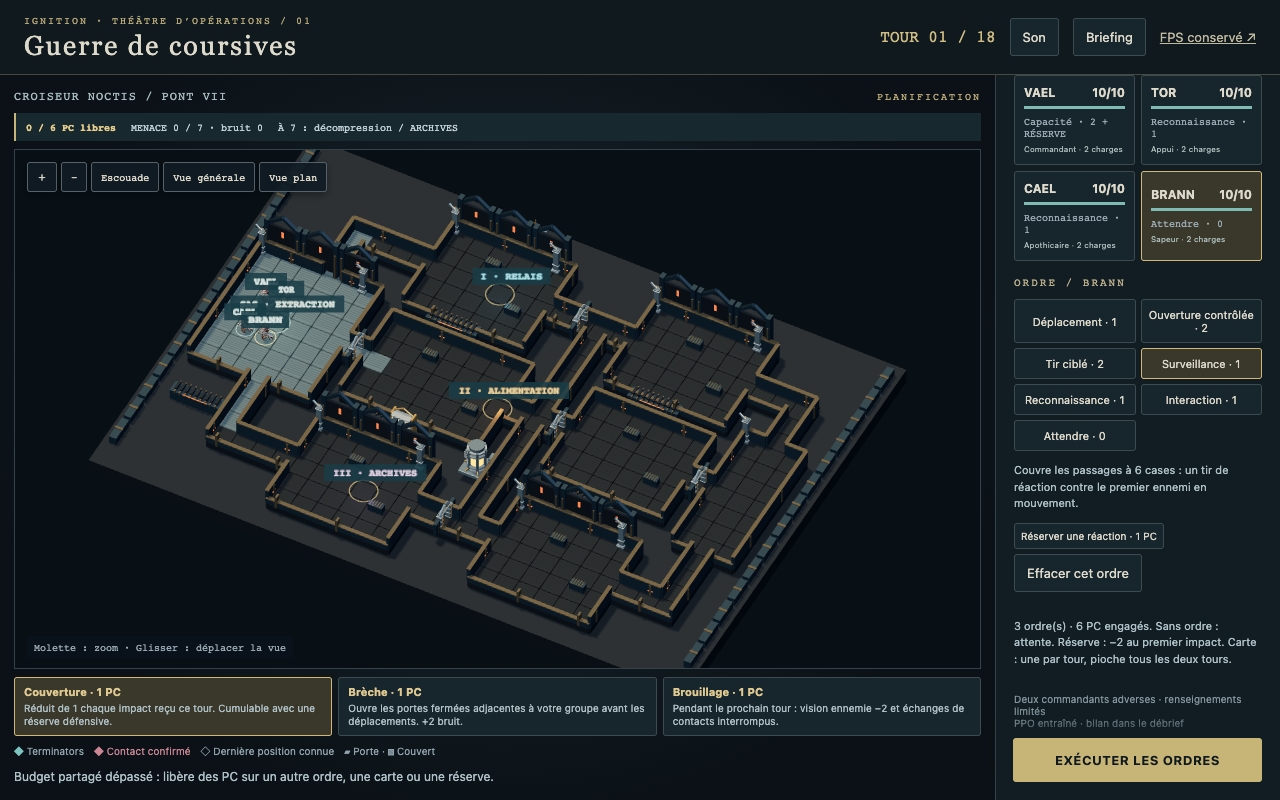 IGNITION · THÉÂTRE D’OPÉRATIONS / 01
Guerre de coursives
TOUR 01 / 18
Son
Briefing
FPS conservé ↗
CROISEUR NOCTIS / PONT VII
PLANIFICATION
0 / 6 PC libres
MENACE 0 / 7 · bruit 0
À 7 : décompression / ARCHIVES
+
−
Escouade
Vue générale
Vue plan
I · RELAIS
TOR
· EXTRACTION
BRANN
II · ALIMENTATION
III · ARCHIVES
Molette : zoom · Glisser : déplacer la vue
Couverture · 1 PC
Réduit de 1 chaque impact reçu ce tour. Cumulable avec une
réserve défensive.
Brèche · 1 PC
Ouvre les portes fermées adjacentes à votre groupe avant les
déplacements. +2 bruit.
Brouillage · 1 PC
Pendant le prochain tour : vision ennemie −2 et échanges de
contacts interrompus.
◆ Terminators
◆ Contact confirmé
◇ Dernière position connue
▰ Porte · ▤ Couvert
Budget partagé dépassé : libère des PC sur un autre ordre, une carte ou une réserve.
VAEL 10/10
Capacité · 2 +
RÉSERVE
Commandant · 2 charges
TOR 10/10
Reconnaissance ·
1
Appui · 2 charges
CAEL 10/10
Reconnaissance ·
1
Apothicaire · 2 charges
BRANN 10/10
Attendre · 0
Sapeur · 2 charges
ORDRE / BRANN
Déplacement · 1
Ouverture contrôlée
· 2
Tir ciblé · 2
Surveillance · 1
Reconnaissance · 1
Interaction · 1
Attendre · 0
Couvre les passages à 6 cases : un tir de
réaction contre le premier ennemi en
mouvement.
Réserver une réaction · 1 PC
Effacer cet ordre
3 ordre(s) · 6 PC engagés. Sans ordre :
attente. Réserve : −2 au premier impact. Carte
: une par tour, pioche tous les deux tours.
Deux commandants adverses · renseignements
limités
PPO entraîné · bilan dans le débrief
EXÉCUTER LES ORDRES